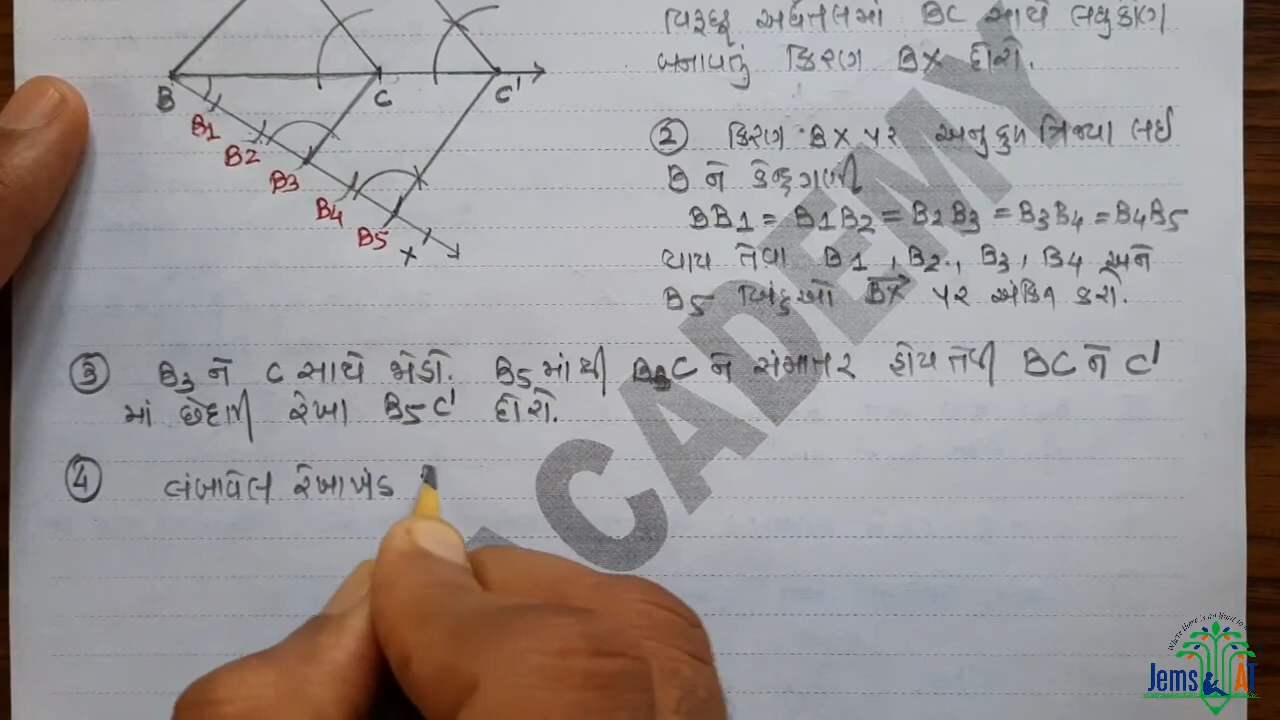 વિરૂદ્ધ અર્ધતલમાં BC સાથે લઘુકોણ
બનાવતું કિરણ BX દોરો.
② કિરણ BX પર અનુકુળ ત્રિજ્યા લઈ
B ને કેન્દ્રગણી
BB1 = B1B2 = B2B3 = B3B4 = B4B5
થાય તેવા B1, B2, B3, B4 અને
B5 બિંદુઓ BX પર અંકિત કરો.
③ B3 ને C સાથે જોડો. B5 માંથી B3C ને સમાંતર હોય તેવી BC ને C'
માં છેદતી રેખા B5C' દોરો.
④ લંબાવેલ રેખાખંડ
B
C
C'
B1
B2
B3
B4
B5
X
ACADEMY
Jems & AT